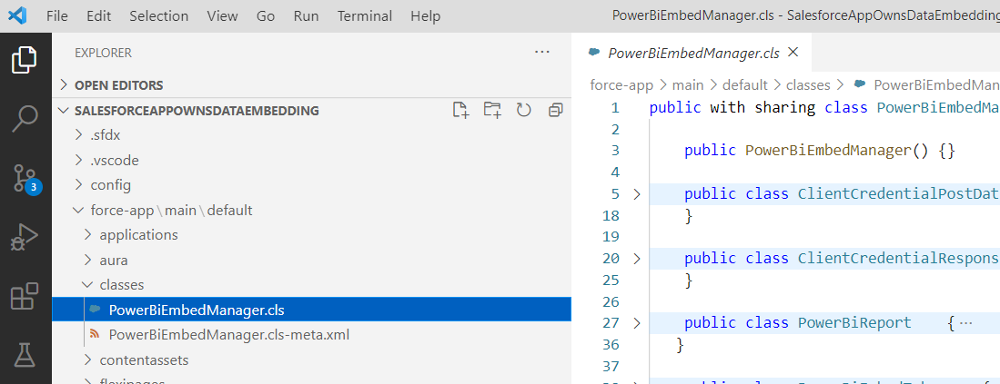 File Edit Selection View Go Run Terminal Help PowerBiEmbedManager.cls - SalesforceAppOwnsDataEmbedding
EXPLORER ···
OPEN EDITORS
SALESFORCEAPPOWNSDATAEMBEDDING
.sfdx
.vscode
config
force-app\main\default
applications
aura
classes
PowerBiEmbedManager.cls
PowerBiEmbedManager.cls-meta.xml
contentassets
flexipages
3
PowerBiEmbedManager.cls
force-app > main > default > classes > PowerBiEmbedMan
1 public with sharing class PowerBiEmbedMa
2
3 public PowerBiEmbedManager() {}
4
5 public class ClientCredentialPostDat
18 }
19
20 public class ClientCredentialRespons
25 }
26
27 public class PowerBiReport {···
36 }
37